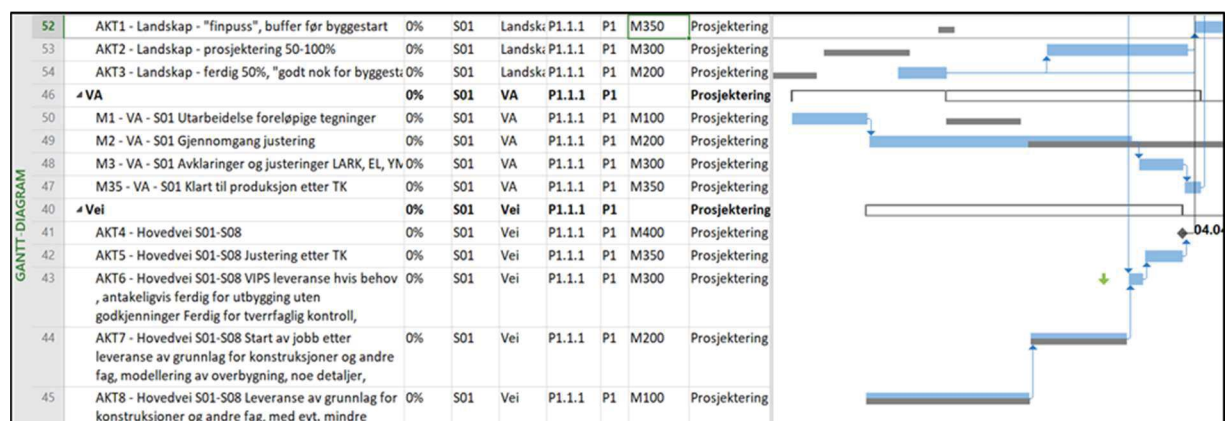 GANTT-DIAGRAM
52 AKT1 - Landskap - "finpuss", buffer før byggestart 0% S01 Landska P1.1.1 P1 M350 Prosjektering
53 AKT2 - Landskap - prosjektering 50-100% 0% S01 Landska P1.1.1 P1 M300 Prosjektering
54 AKT3 - Landskap - ferdig 50%, "godt nok for byggesta 0% S01 Landska P1.1.1 P1 M200 Prosjektering
46 VA 0% S01 VA P1.1.1 P1 Prosjektering
50 M1 - VA - S01 Utarbeidelse foreløpige tegninger 0% S01 VA P1.1.1 P1 M100 Prosjektering
49 M2 - VA - S01 Gjennomgang justering 0% S01 VA P1.1.1 P1 M200 Prosjektering
48 M3 - VA - S01 Avklaringer og justeringer LARK, EL, YM 0% S01 VA P1.1.1 P1 M300 Prosjektering
47 M35 - VA - S01 Klart til produksjon etter TK 0% S01 VA P1.1.1 P1 M350 Prosjektering
40 Vei 0% S01 Vei P1.1.1 P1 Prosjektering
41 AKT4 - Hovedvei S01-S08 0% S01 Vei P1.1.1 P1 M400 Prosjektering 04.04
42 AKT5 - Hovedvei S01-S08 Justering etter TK 0% S01 Vei P1.1.1 P1 M350 Prosjektering
43 AKT6 - Hovedvei S01-S08 VIPS leveranse hvis behov 0% S01 Vei P1.1.1 P1 M300 Prosjektering
, antakeligvis ferdig for utbygging uten
godkjenninger Ferdig for tverrfaglig kontroll,
44 AKT7 - Hovedvei S01-S08 Start av jobb etter 0% S01 Vei P1.1.1 P1 M200 Prosjektering
leveranse av grunnlag for konstruksjoner og andre
fag, modellering av overbygning, noe detaljer,
45 AKT8 - Hovedvei S01-S08 Leveranse av grunnlag for 0% S01 Vei P1.1.1 P1 M100 Prosjektering
konstruksjoner og andre fag, med evt. mindre